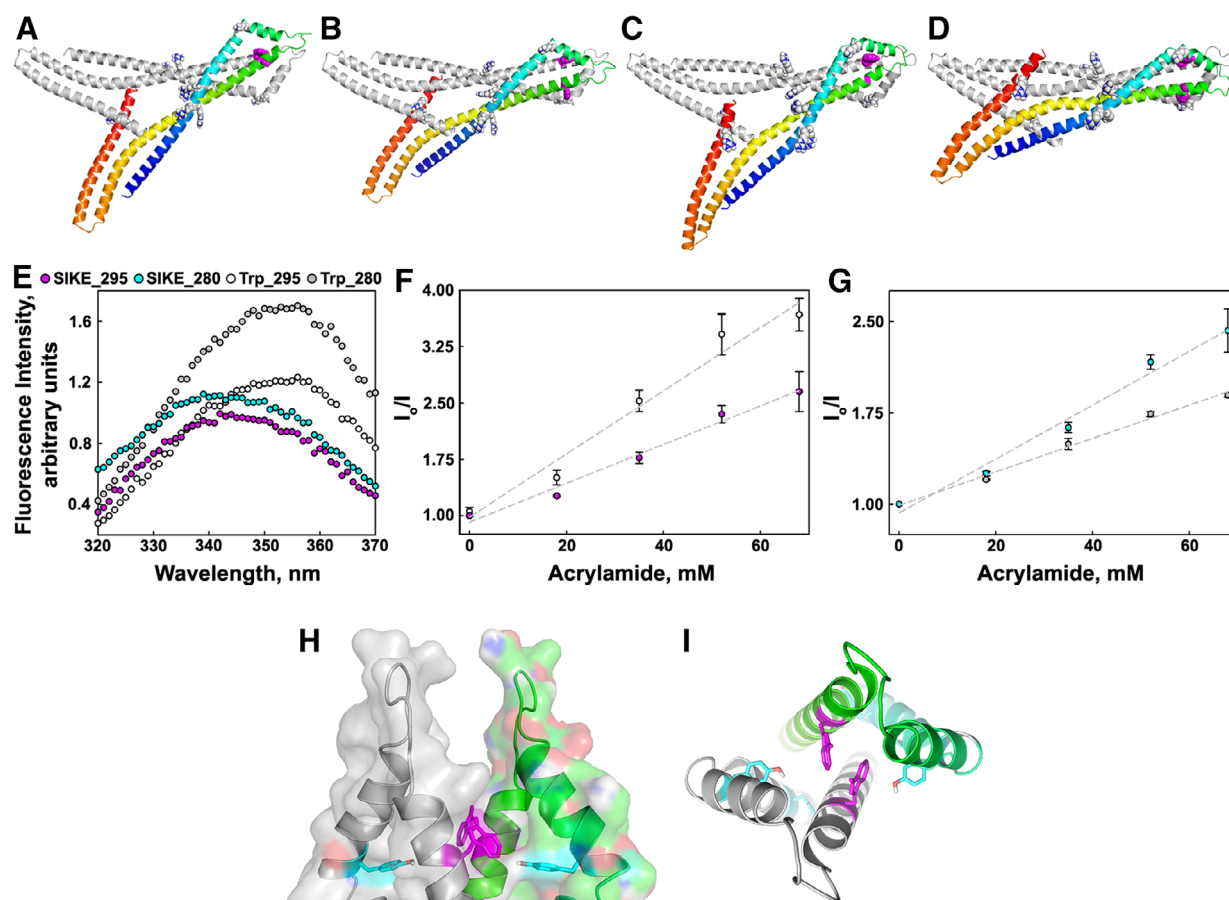 A B C D
E SIKE_295 SIKE_280 Trp_295 Trp_280
Fluorescence Intensity,
arbitrary units
1.6
1.2
0.8
0.4
320 330 340 350 360 370
Wavelength, nm
F
Io/I
4.00
3.25
2.50
1.75
1.00
0 20 40 60
Acrylamide, mM
G
Io/I
2.50
1.75
1.00
0 20 40 60
Acrylamide, mM
H I